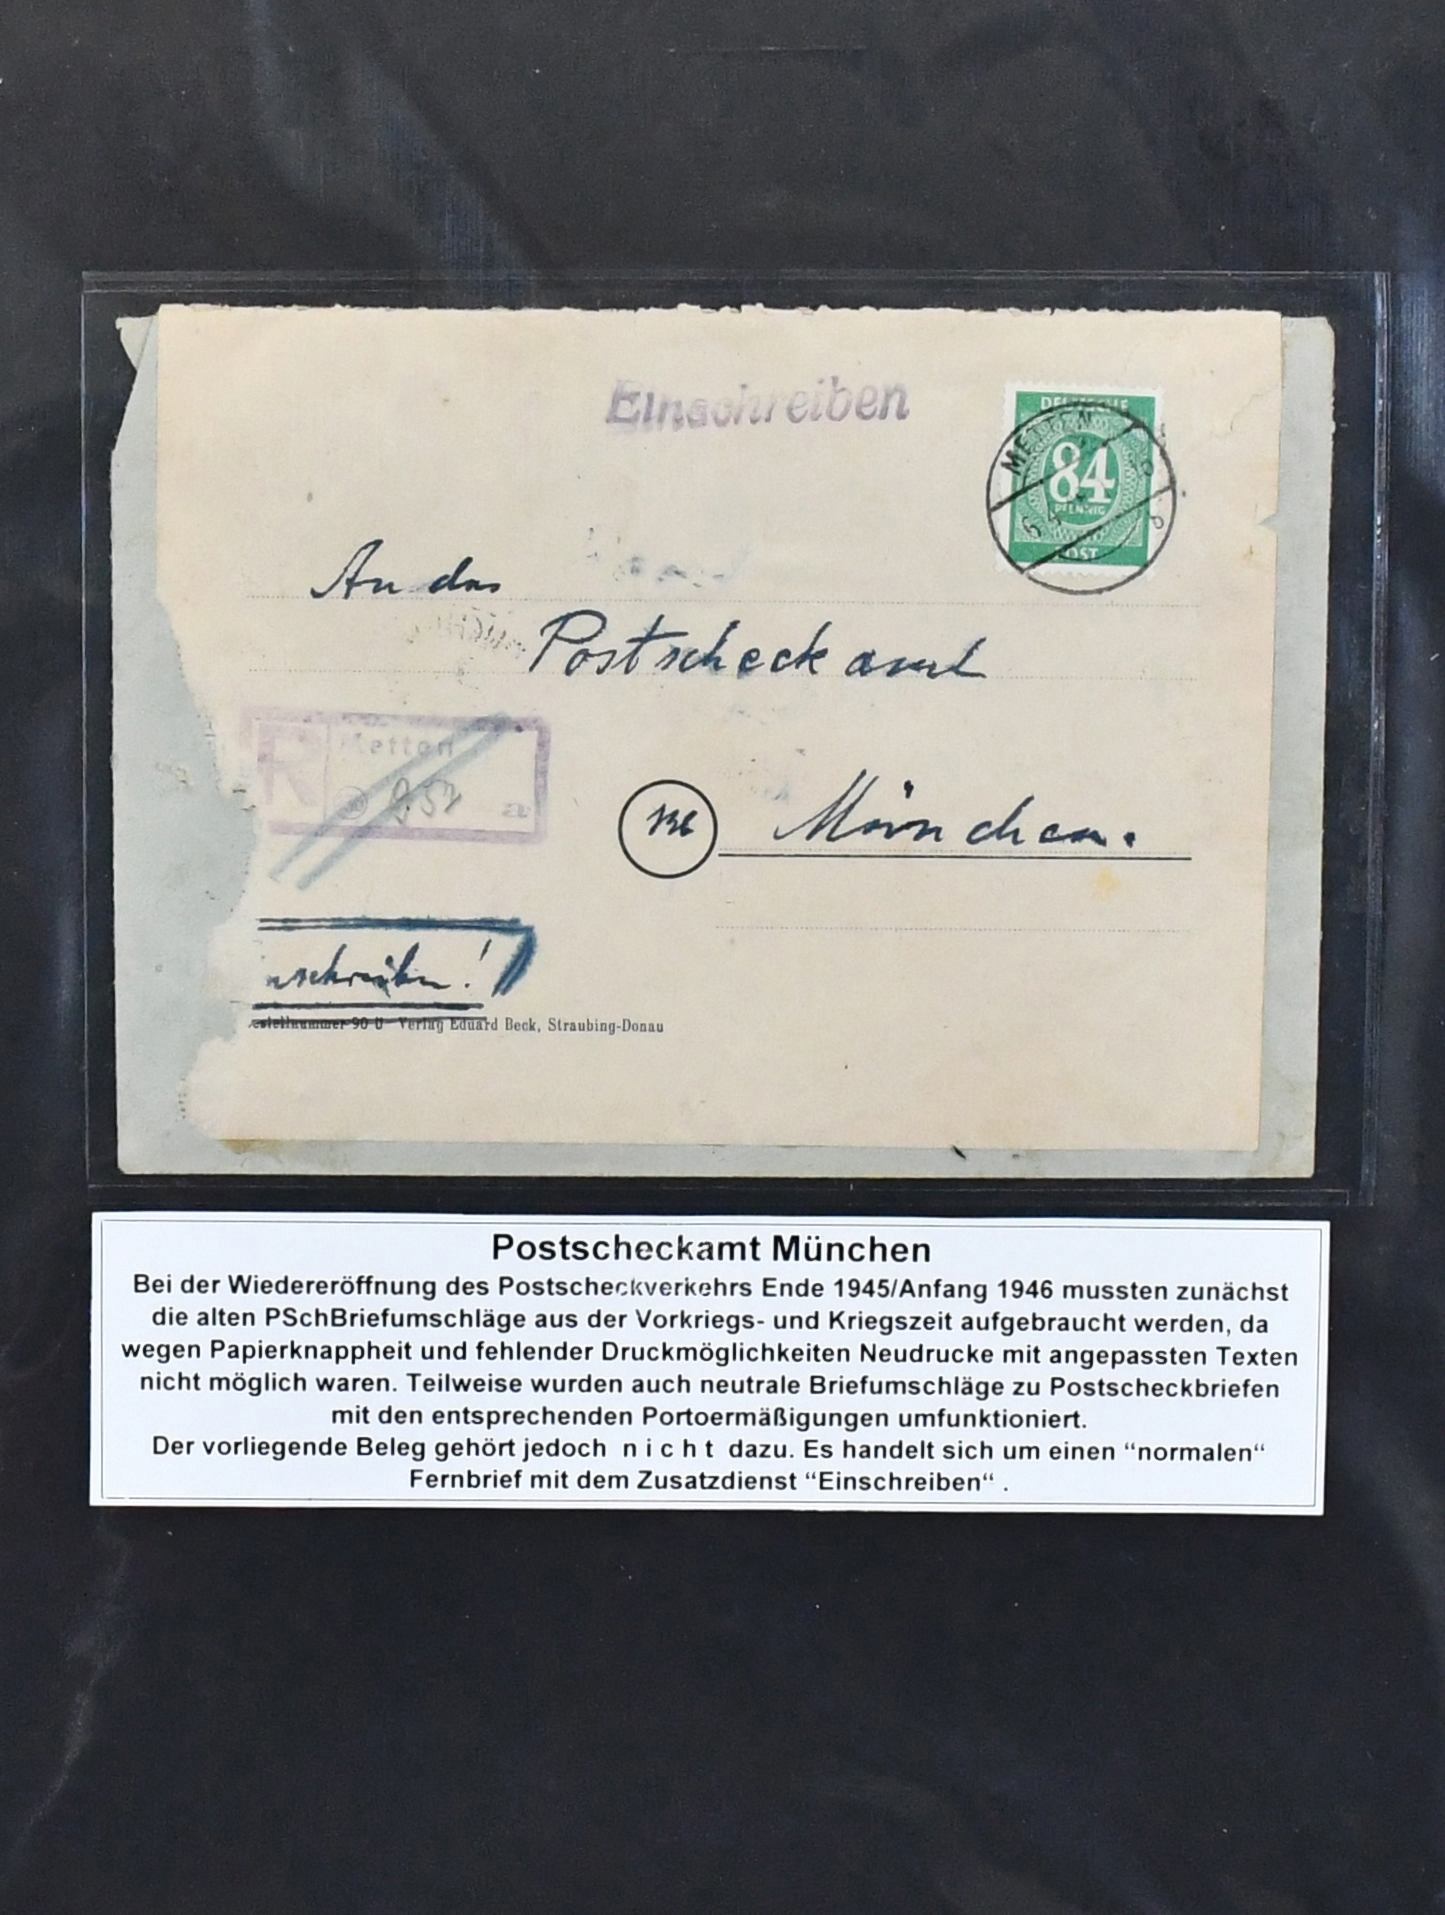 Einschreiben
DEUTSCHE
METTEN
84
PFENNIG
POST
An das
Postscheckamt
R Metten
München.
nschreiben!
estellnummer 90 U Verlag Eduard Beck, Straubing-Donau
Postscheckamt München
Bei der Wiedereröffnung des Postscheckverkehrs Ende 1945/Anfang 1946 mussten zunächst
die alten PSchBriefumschläge aus der Vorkriegs- und Kriegszeit aufgebraucht werden, da
wegen Papierknappheit und fehlender Druckmöglichkeiten Neudrucke mit angepassten Texten
nicht möglich waren. Teilweise wurden auch neutrale Briefumschläge zu Postscheckbriefen
mit den entsprechenden Portoermäßigungen umfunktioniert.
Der vorliegende Beleg gehört jedoch n i c h t dazu. Es handelt sich um einen “normalen“
Fernbrief mit dem Zusatzdienst “Einschreiben“ .